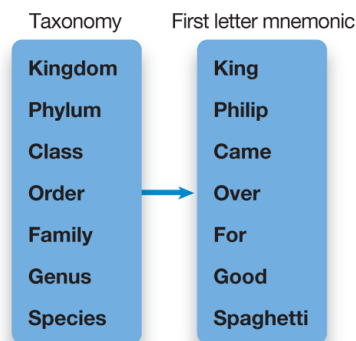 Taxonomy
Kingdom
Phylum
Class
Order
Family
Genus
Species
First letter mnemonic
King
Philip
Came
Over
For
Good
Spaghetti